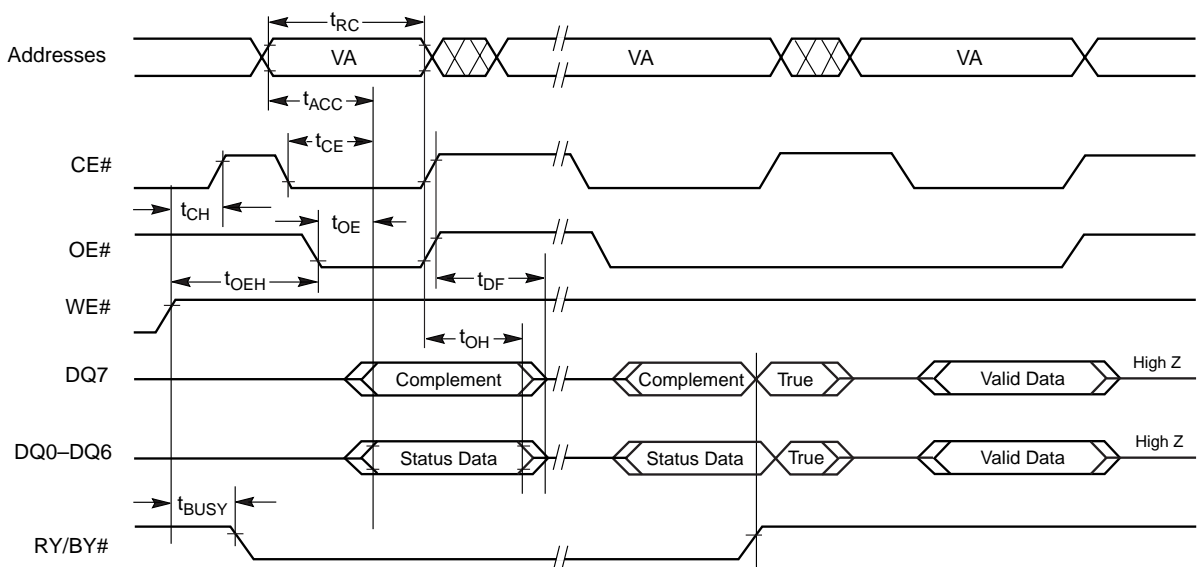 tRC
Addresses VA VA VA
tACC
tCE
CE#
tCH
tOE
OE#
tOEH
tDF
WE#
tOH
DQ7 Complement Complement True Valid Data High Z
DQ0–DQ6 Status Data Status Data True Valid Data High Z
tBUSY
RY/BY#